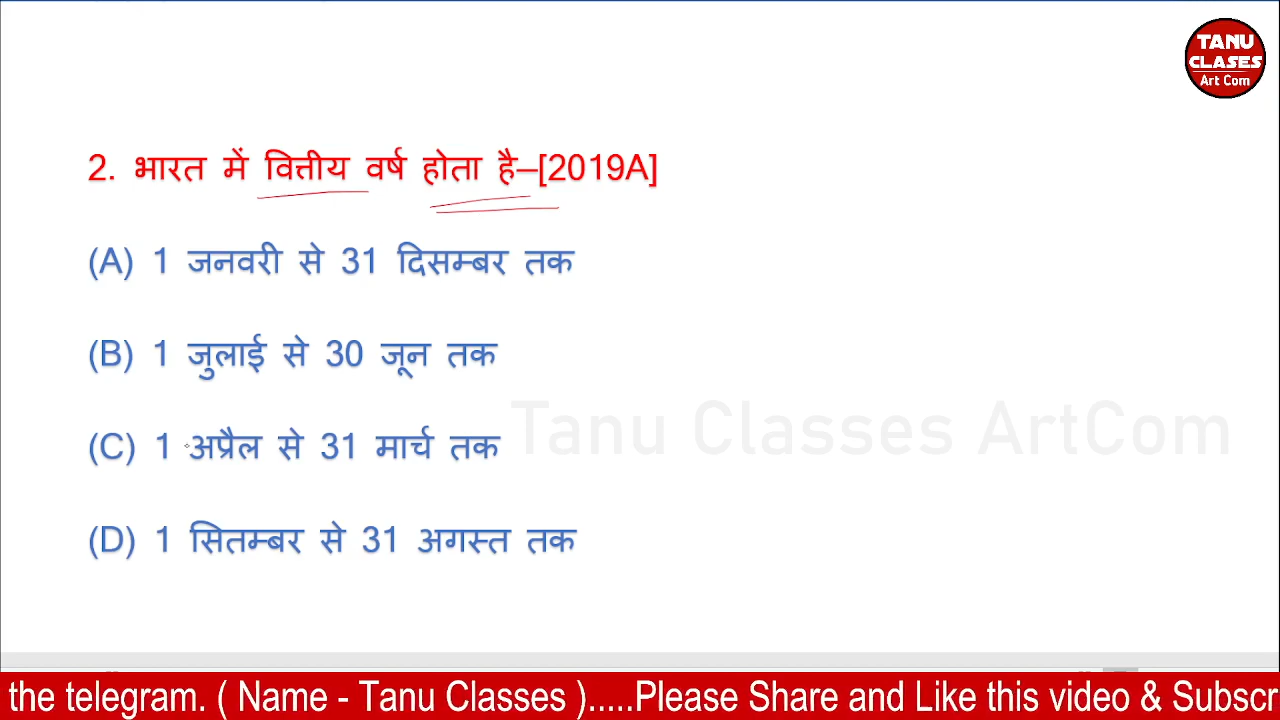 TANU
CLASES
Art Com
2. भारत में वित्तीय वर्ष होता है–[2019A]
(A) 1 जनवरी से 31 दिसम्बर तक
(B) 1 जुलाई से 30 जून तक
(C) 1 अप्रैल से 31 मार्च तक
Tanu Classes ArtCom
(D) 1 सितम्बर से 31 अगस्त तक
the telegram. ( Name - Tanu Classes ).....Please Share and Like this video & Subscr